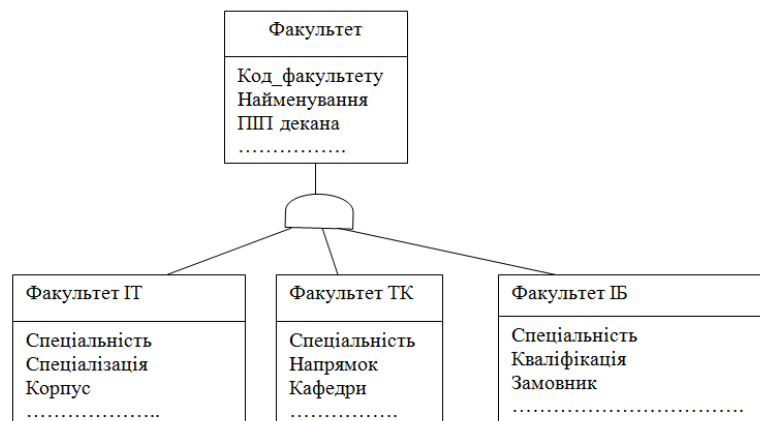 Факультет
Код_факультету
Найменування
ПІП декана
…………….
Факультет ІТ
Спеціальність
Спеціалізація
Корпус
………………..
Факультет ТК
Спеціальність
Напрямок
Кафедри
…………….
Факультет ІБ
Спеціальність
Кваліфікація
Замовник
…………………………….